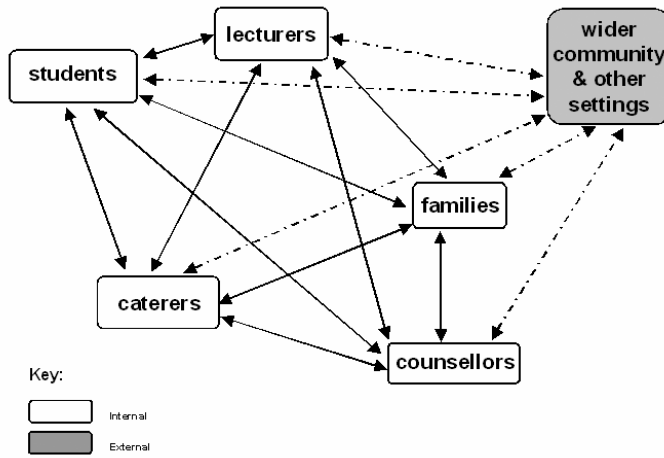 lecturers
students
wider
community
& other
settings
families
caterers
counsellors
Key:
Internal
External